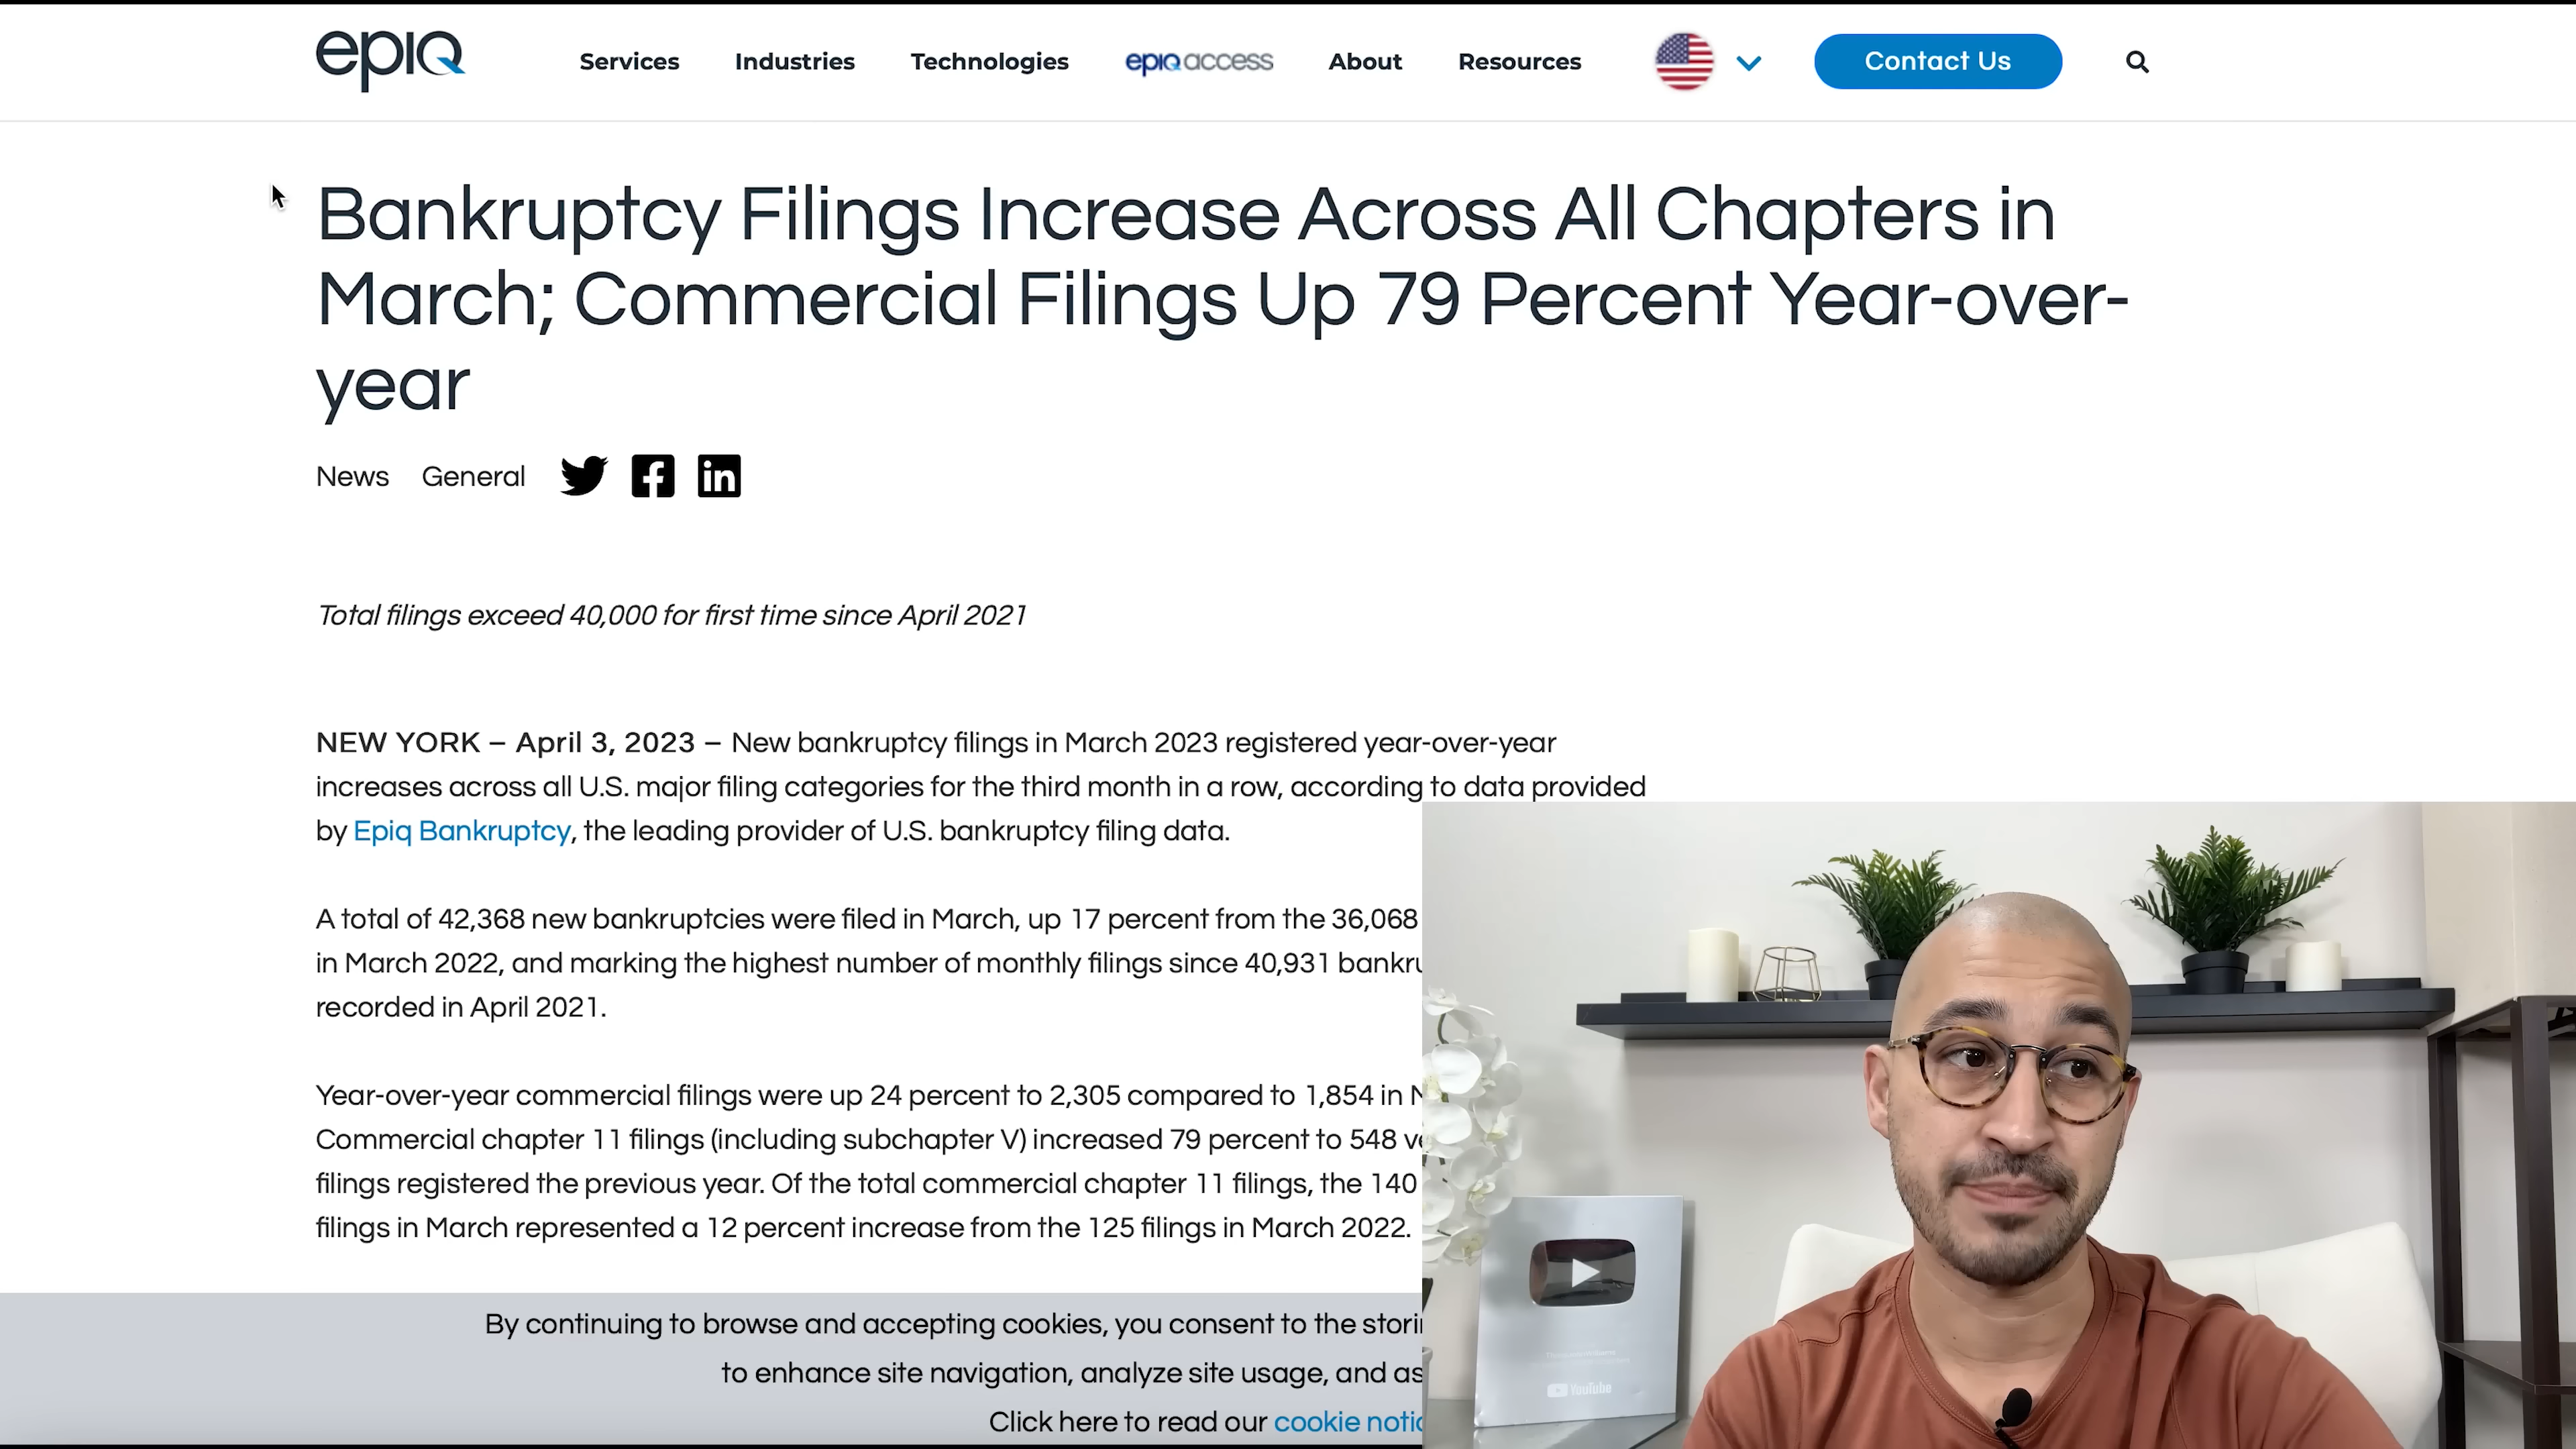 epiq
Services Industries Technologies epiq access About Resources Contact Us
Bankruptcy Filings Increase Across All Chapters in
March; Commercial Filings Up 79 Percent Year-over-
year
News General
Total filings exceed 40,000 for first time since April 2021
NEW YORK – April 3, 2023 – New bankruptcy filings in March 2023 registered year-over-year
increases across all U.S. major filing categories for the third month in a row, according to data provided
by Epiq Bankruptcy, the leading provider of U.S. bankruptcy filing data.
A total of 42,368 new bankruptcies were filed in March, up 17 percent from the 36,068
in March 2022, and marking the highest number of monthly filings since 40,931 bankru
recorded in April 2021.
Year-over-year commercial filings were up 24 percent to 2,305 compared to 1,854 in
Commercial chapter 11 filings (including subchapter V) increased 79 percent to 548 ve
filings registered the previous year. Of the total commercial chapter 11 filings, the 140
filings in March represented a 12 percent increase from the 125 filings in March 2022.
By continuing to browse and accepting cookies, you consent to the stori
to enhance site navigation, analyze site usage, and as
Click here to read our cookie notic
YouTube